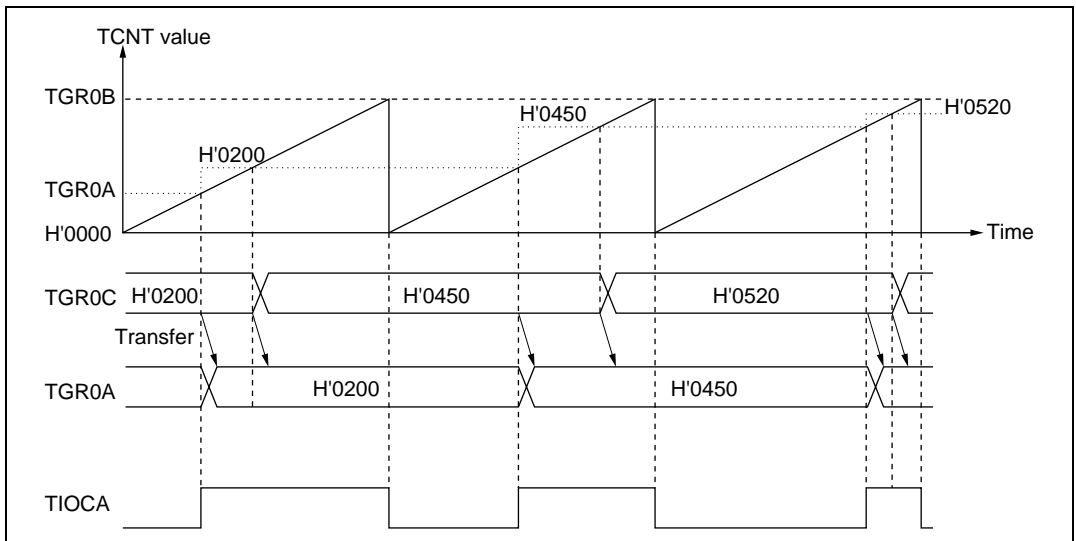 TCNT value
TGR0B
H'0520
H'0450
H'0200
TGR0A
H'0000
Time
TGR0C H'0200 H'0450 H'0520
Transfer
TGR0A H'0200 H'0450
TIOCA